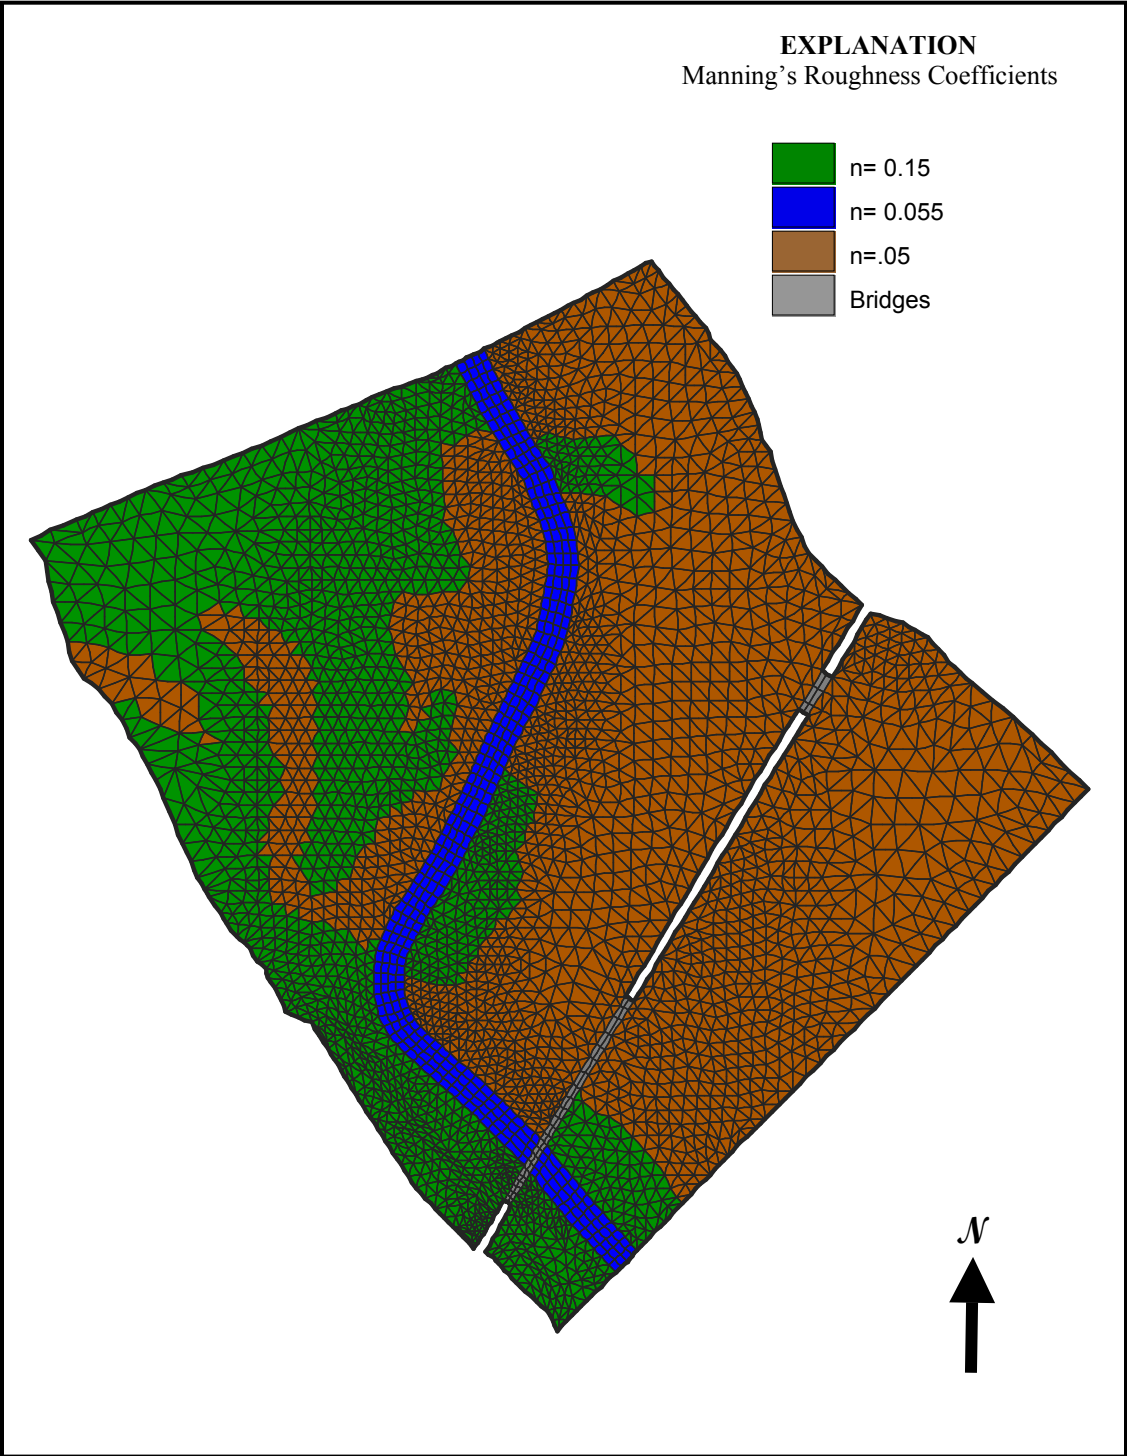 EXPLANATION
Manning’s Roughness Coefficients
n= 0.15
n= 0.055
n=.05
Bridges
N